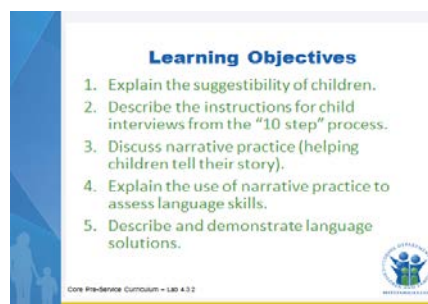 Learning Objectives
1. Explain the suggestibility of children.
2. Describe the instructions for child
interviews from the “10 step” process.
3. Discuss narrative practice (helping
children tell their story).
4. Explain the use of narrative practice to
assess language skills.
5. Describe and demonstrate language
solutions.
Core Pre-Service Curriculum – Lab 4.3.2